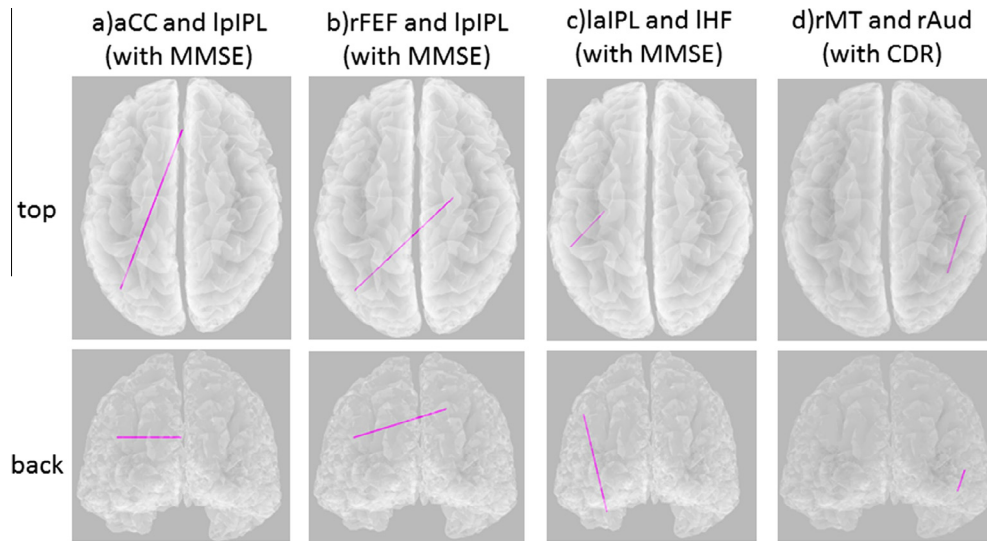 a)aCC and lpIPL
(with MMSE)
b)rFEF and lpIPL
(with MMSE)
c)laIPL and lHF
(with MMSE)
d)rMT and rAud
(with CDR)
top
back